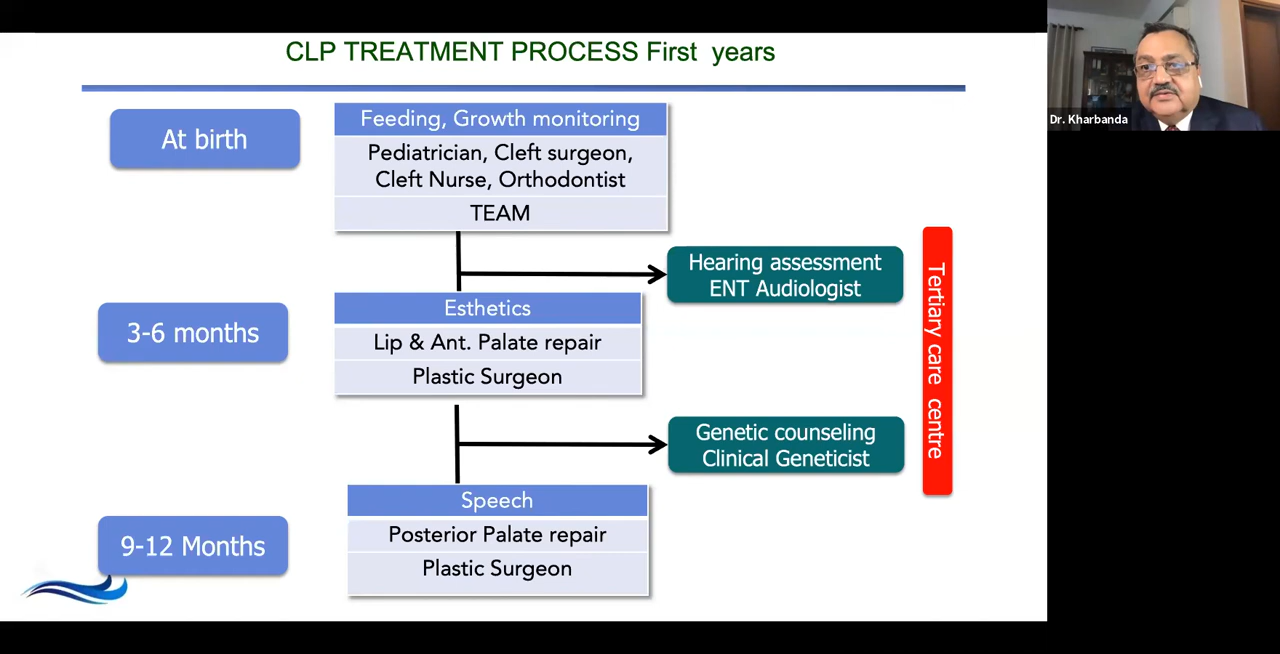 CLP TREATMENT PROCESS First years
At birth
Feeding, Growth monitoring
Pediatrician, Cleft surgeon,
Cleft Nurse, Orthodontist
TEAM
Hearing assessment
ENT Audiologist
3-6 months
Esthetics
Lip & Ant. Palate repair
Plastic Surgeon
Genetic counseling
Clinical Geneticist
9-12 Months
Speech
Posterior Palate repair
Plastic Surgeon
Tertiary care centre
Dr. Kharbanda